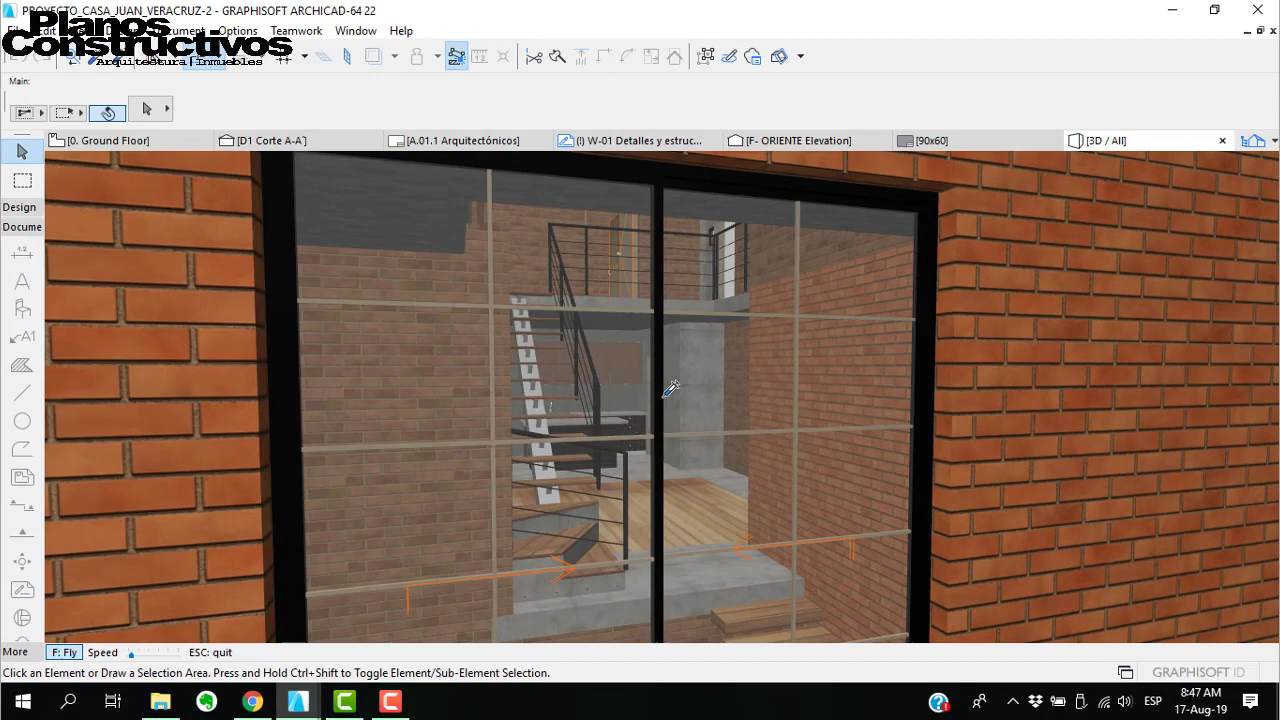 PROYECTO_CASA_JUAN_VERACRUZ-2 - GRAPHISOFT ARCHICAD-64 22
Planos
Constructivos
Arquitectura|Inmuebles
Options Teamwork Window Help
Main:
[0. Ground Floor] [D1 Corte A-A'] [A.01.1 Arquitectónicos] (!) W-01 Detalles y estruc... [F- ORIENTE Elevation] [90x60] [3D / All]
Design
Docume
More F: Fly Speed ESC: quit
Click an Element or Draw a Selection Area. Press and Hold Ctrl+Shift to Toggle Element/Sub-Element Selection.
GRAPHISOFT ID
ESP
8:47 AM
17-Aug-19